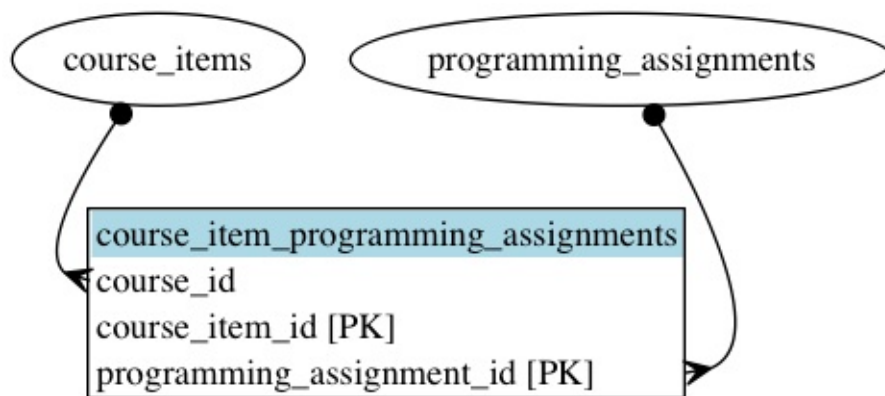 course_items
programming_assignments
course_item_programming_assignments
course_id
course_item_id [PK]
programming_assignment_id [PK]